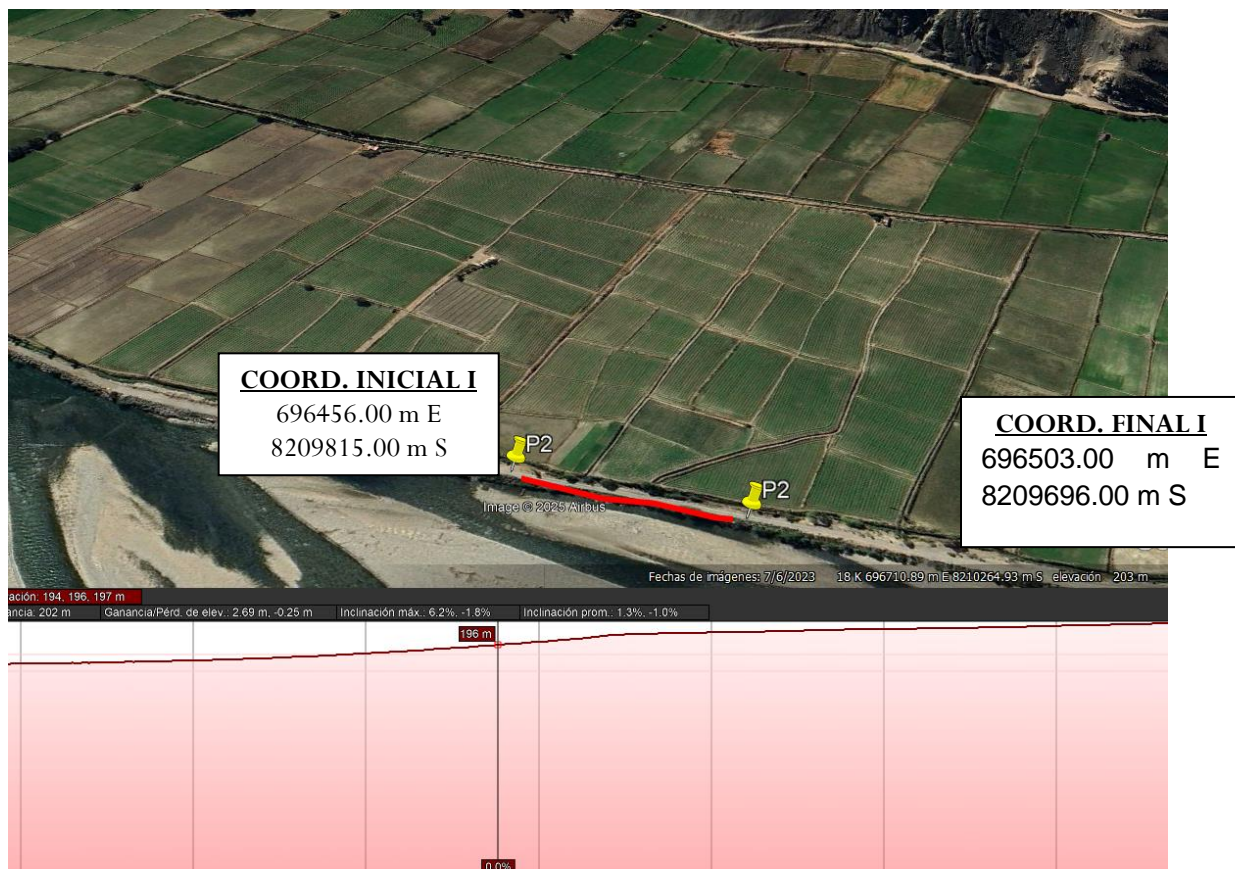 COORD. INICIAL I
696456.00 m E
8209815.00 m S
COORD. FINAL I
696503.00 m E
8209696.00 m S
P2
P2
Image © 2025 Airbus
Fechas de imágenes: 7/6/2023 18 K 696710.89 m E 8210264.93 m S elevación 203 m
ación: 194, 196, 197 m
ancia: 202 m Ganancia/Pérd. de elev.: 2.69 m, -0.25 m Inclinación máx.: 6.2%, -1.8% Inclinación prom.: 1.3%, -1.0%
196 m
0.0%